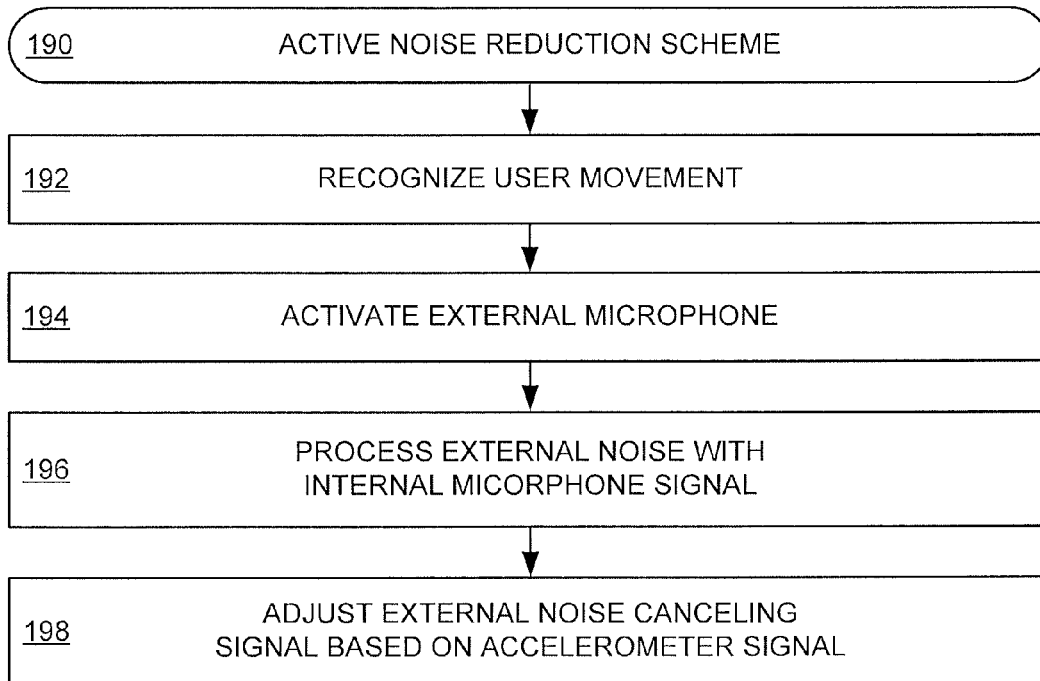 190 ACTIVE NOISE REDUCTION SCHEME
192 RECOGNIZE USER MOVEMENT
194 ACTIVATE EXTERNAL MICROPHONE
196 PROCESS EXTERNAL NOISE WITH
INTERNAL MICORPHONE SIGNAL
198 ADJUST EXTERNAL NOISE CANCELING
SIGNAL BASED ON ACCELEROMETER SIGNAL